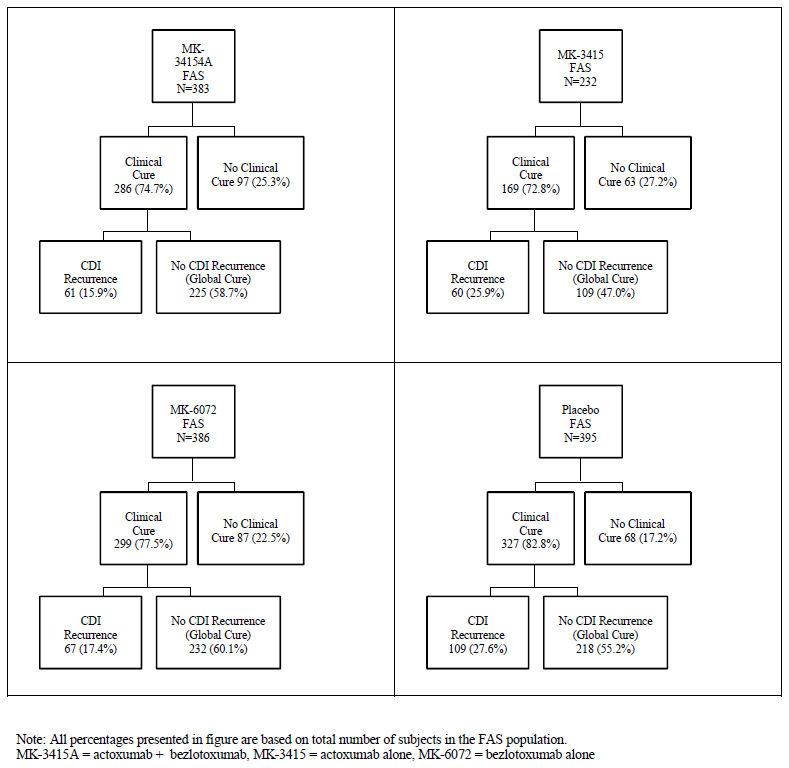 MK-
34154A
FAS
N=383
Clinical
Cure
286 (74.7%)
No Clinical
Cure 97 (25.3%)
CDI
Recurrence
61 (15.9%)
No CDI Recurrence
(Global Cure)
225 (58.7%)
MK-3415
FAS
N=232
Clinical
Cure
169 (72.8%)
No Clinical
Cure 63 (27.2%)
CDI
Recurrence
60 (25.9%)
No CDI Recurrence
(Global Cure)
109 (47.0%)
MK-6072
FAS
N=386
Clinical
Cure
299 (77.5%)
No Clinical
Cure 87 (22.5%)
CDI
Recurrence
67 (17.4%)
No CDI Recurrence
(Global Cure)
232 (60.1%)
Placebo
FAS
N=395
Clinical
Cure
327 (82.8%)
No Clinical
Cure 68 (17.2%)
CDI
Recurrence
109 (27.6%)
No CDI Recurrence
(Global Cure)
218 (55.2%)
Note: All percentages presented in figure are based on total number of subjects in the FAS population.
MK-3415A = actoxumab + bezlotoxumab, MK-3415 = actoxumab alone, MK-6072 = bezlotoxumab alone